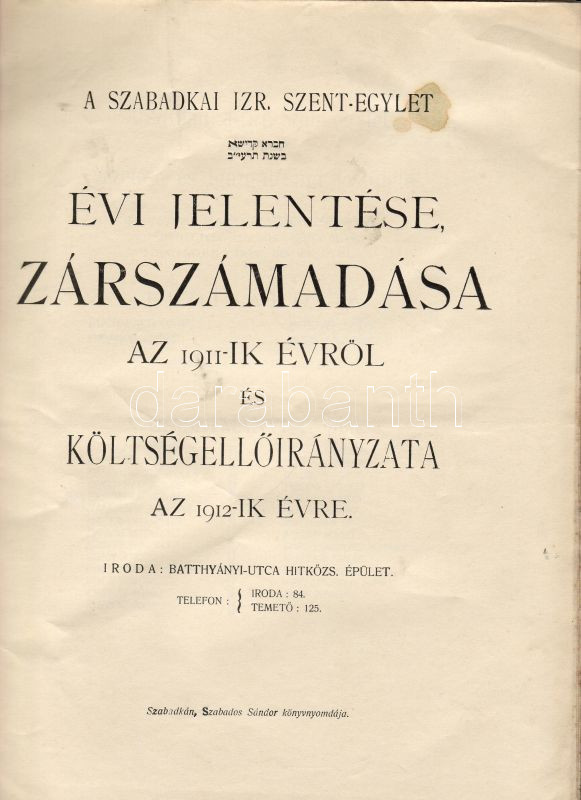 A SZABADKAI IZR. SZENT-EGYLET
חברא קדישא
בשנת תרע״ב
ÉVI JELENTÉSE,
ZÁRSZÁMADÁSA
AZ 1911-IK ÉVRŐL
ÉS
darabanth
KÖLTSÉGELLŐIRÁNYZATA
AZ 1912-IK ÉVRE.
IRODA: BATTHYÁNYI-UTCA HITKÖZS. ÉPÜLET.
TELEFON: { IRODA: 84.
TEMETŐ: 125.
Szabadkán, Szabados Sándor könyvnyomdája.